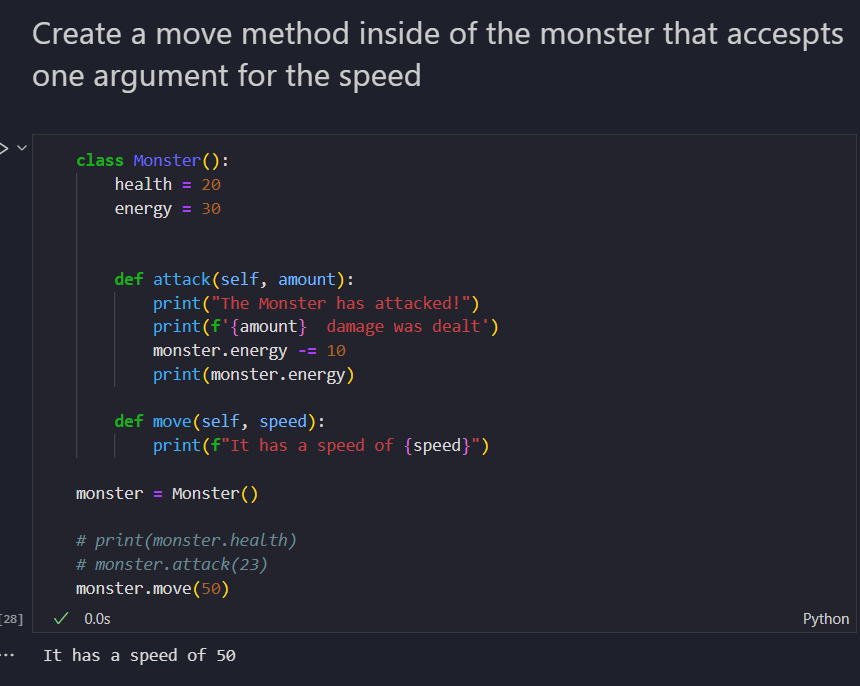 Create a move method inside of the monster that accespts
one argument for the speed
class Monster():
    health = 20
    energy = 30
    def attack(self, amount):
        print("The Monster has attacked!")
        print(f'{amount}  damage was dealt')
        monster.energy -= 10
        print(monster.energy)
    def move(self, speed):
        print(f"It has a speed of {speed}")
monster = Monster()
# print(monster.health)
# monster.attack(23)
monster.move(50)
[28] ✓ 0.0s Python
... It has a speed of 50